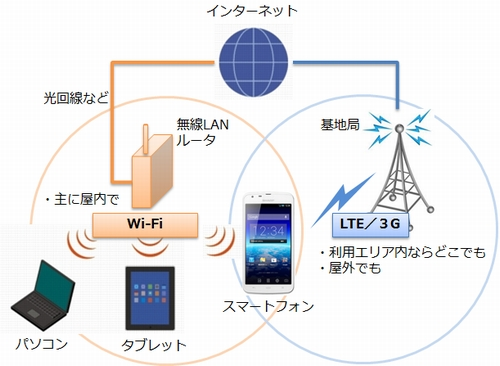 インターネット
光回線など
無線LAN
ルータ
基地局
・主に屋内で
Wi-Fi
LTE／3G
12:34
・利用エリア内ならどこでも
・屋外でも
スマートフォン
パソコン
タブレット